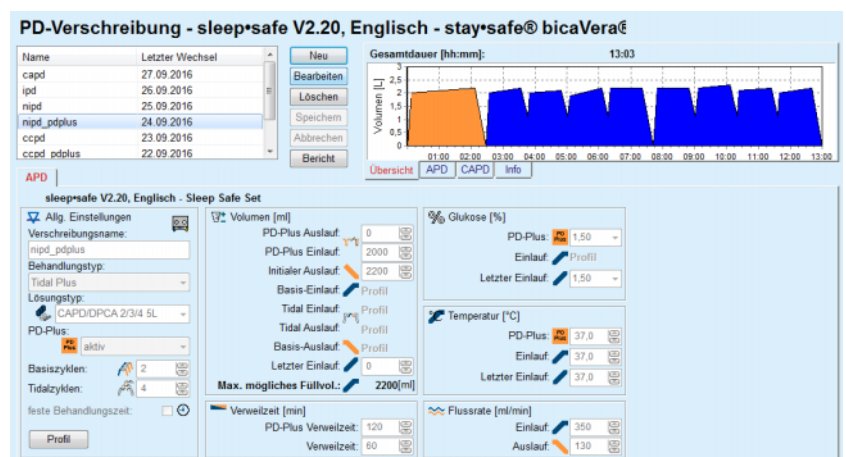 PD-Verschreibung - sleep•safe V2.20, Englisch - stay•safe® bicaVera®
Name Letzter Wechsel
capd 27.09.2016
ipd 26.09.2016
nipd 25.09.2016
nipd_pdplus 24.09.2016
ccpd 23.09.2016
ccpd_pdplus 22.09.2016
Neu
Bearbeiten
Löschen
Speichern
Abbrechen
Bericht
Gesamtdauer [hh:mm]: 13:03
Volumen [L]
3
2,5
2
1,5
1
0,5
0
01:00 02:00 03:00 04:00 05:00 06:00 07:00 08:00 09:00 10:00 11:00 12:00 13:00
Übersicht APD CAPD Info
APD
sleep•safe V2.20, Englisch - Sleep Safe Set
Allg. Einstellungen
Verschreibungsname:
nipd_pdplus
Behandlungstyp:
Tidal Plus
Lösungstyp:
CAPD/DPCA 2/3/4 5L
PD-Plus:
PD Plus aktiv
Basiszyklen: 2
Tidalzyklen: 4
feste Behandlungszeit:
Profil
Volumen [ml]
PD-Plus Auslauf: 0
PD-Plus Einlauf: 2000
Initialer Auslauf: 2200
Basis-Einlauf: Profil
Tidal Einlauf: Profil
Tidal Auslauf: Profil
Basis-Auslauf: Profil
Letzter Einlauf: 0
Max. mögliches Füllvol.: 2200[ml]
Verweilzeit [min]
PD-Plus Verweilzeit: 120
Verweilzeit: 60
Glukose [%]
PD-Plus: PD Plus 1,50
Einlauf: Profil
Letzter Einlauf: 1,50
Temperatur [°C]
PD-Plus: PD Plus 37,0
Einlauf: 37,0
Letzter Einlauf: 37,0
Flussrate [ml/min]
Einlauf: 350
Auslauf: 130